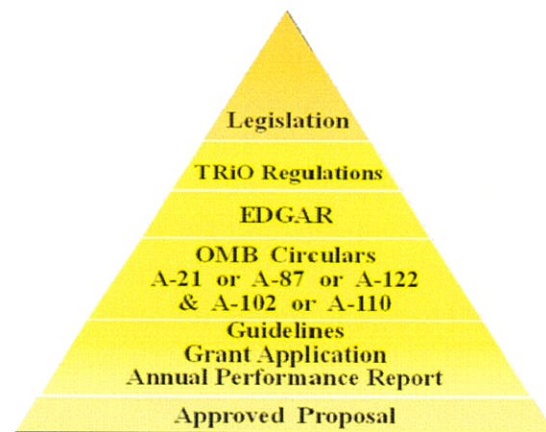 Legislation
TRiO Regulations
EDGAR
OMB Circulars
A-21 or A-87 or A-122
& A-102 or A-110
Guidelines
Grant Application
Annual Performance Report
Approved Proposal